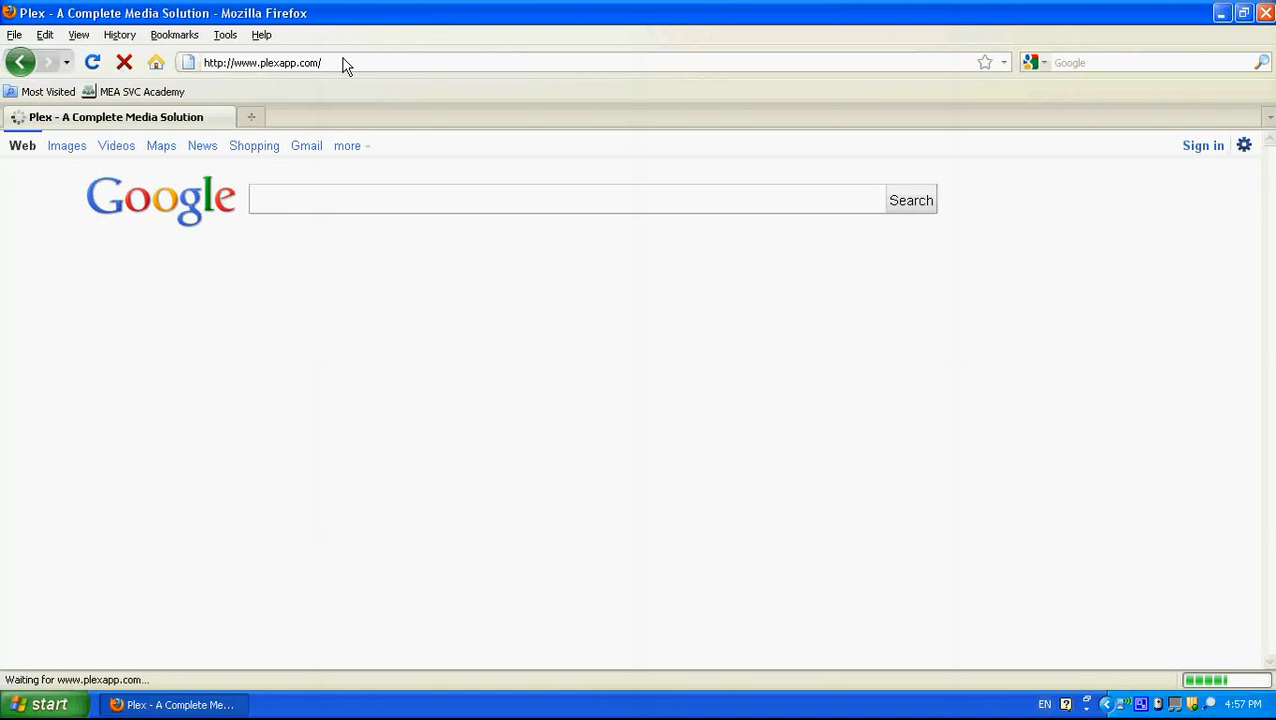 Plex - A Complete Media Solution - Mozilla Firefox
File Edit View History Bookmarks Tools Help
http://www.plexapp.com/ Google
Most Visited MEA SVC Academy
Plex - A Complete Media Solution
Web Images Videos Maps News Shopping Gmail more Sign in
Google Search
Waiting for www.plexapp.com...
start Plex - A Complete Me... EN 4:57 PM